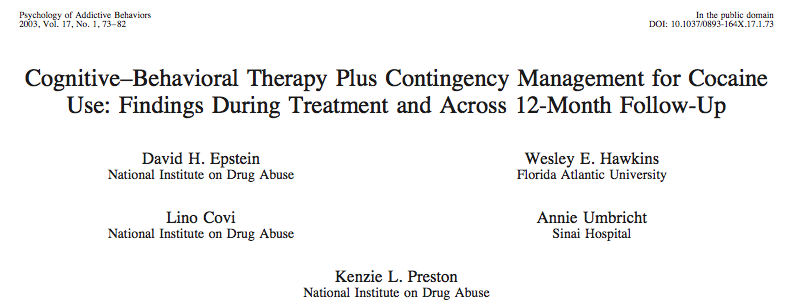 Psychology of Addictive Behaviors
2003, Vol. 17, No. 1, 73–82
In the public domain
DOI: 10.1037/0893-164X.17.1.73
Cognitive–Behavioral Therapy Plus Contingency Management for Cocaine
Use: Findings During Treatment and Across 12-Month Follow-Up
David H. Epstein
National Institute on Drug Abuse
Wesley E. Hawkins
Florida Atlantic University
Lino Covi
National Institute on Drug Abuse
Annie Umbricht
Sinai Hospital
Kenzie L. Preston
National Institute on Drug Abuse